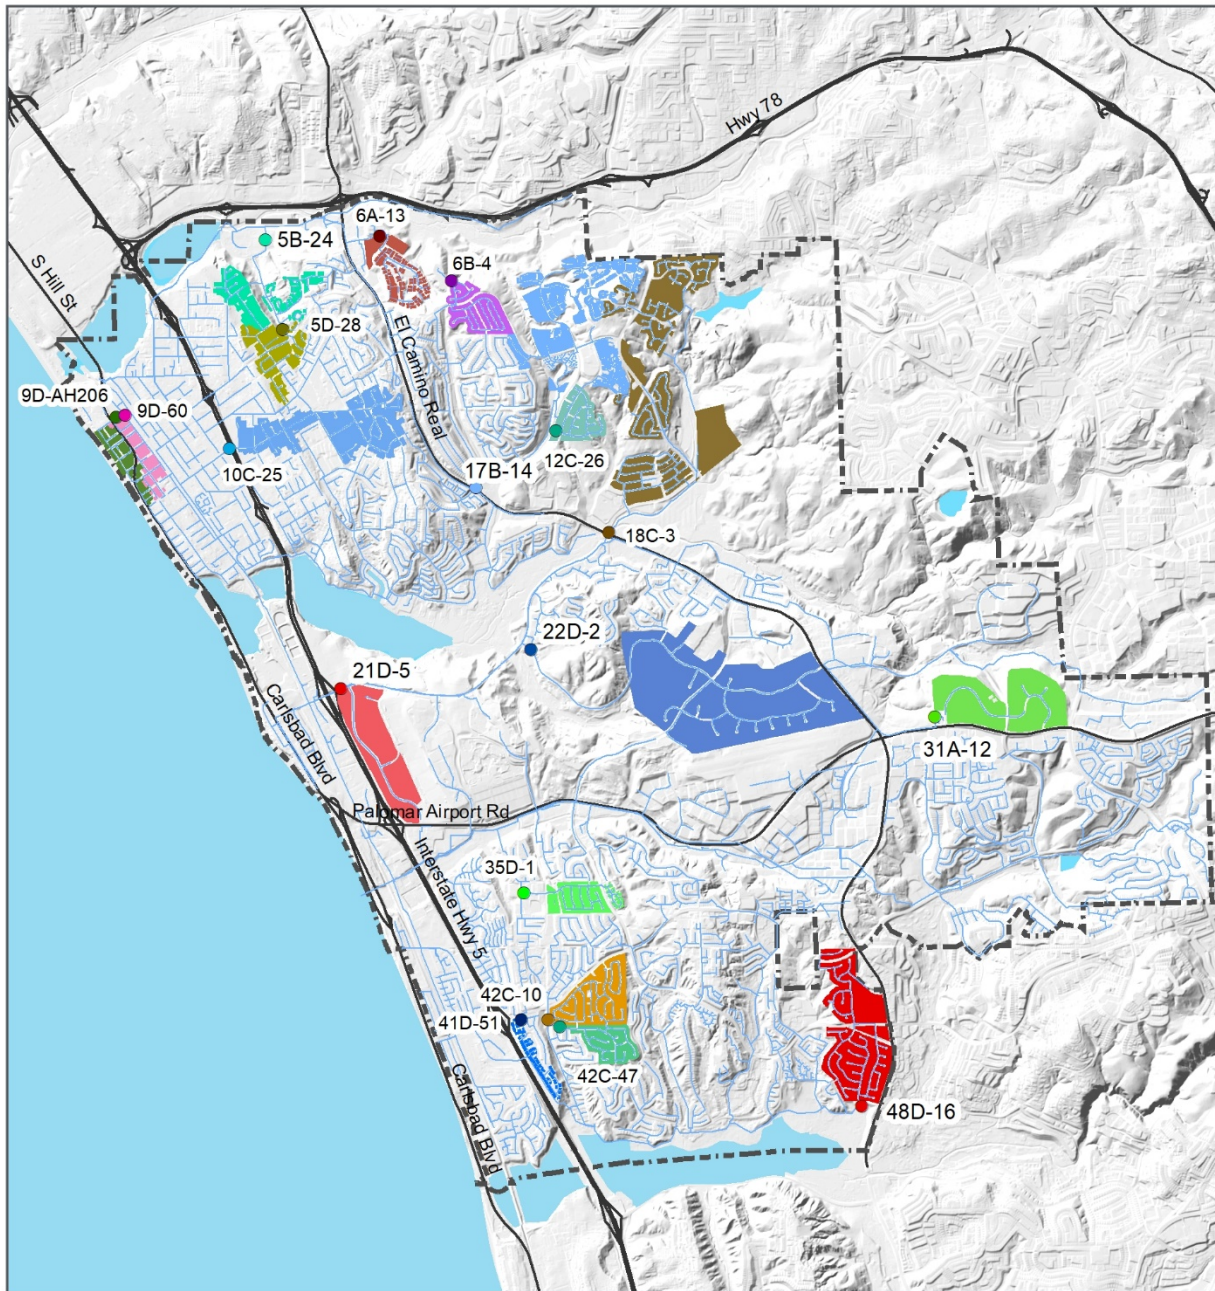 Hwy 78
6A-13
5B-24
S Hill St
6B-4
5D-28
El Camino Real
9D-AH206
9D-60
12C-26
10C-25
17B-14
18C-3
22D-2
21D-5
Carlsbad Blvd
31A-12
Palomar Airport Rd
Interstate Hwy 5
35D-1
42C-10
41D-51
42C-47
Carlsbad Blvd
48D-16